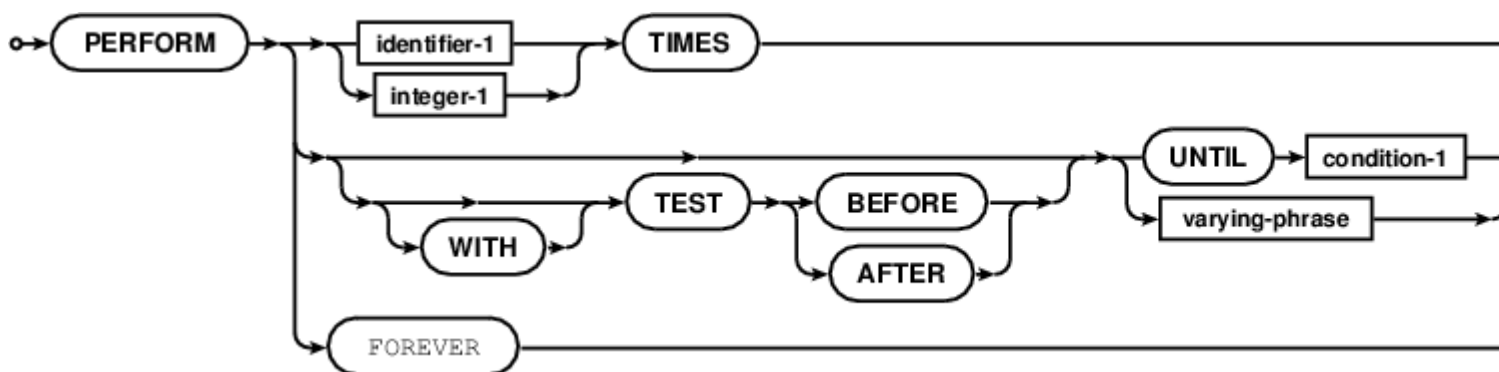 PERFORM identifier-1 TIMES
integer-1
UNTIL condition-1
TEST BEFORE varying-phrase
WITH AFTER
FOREVER